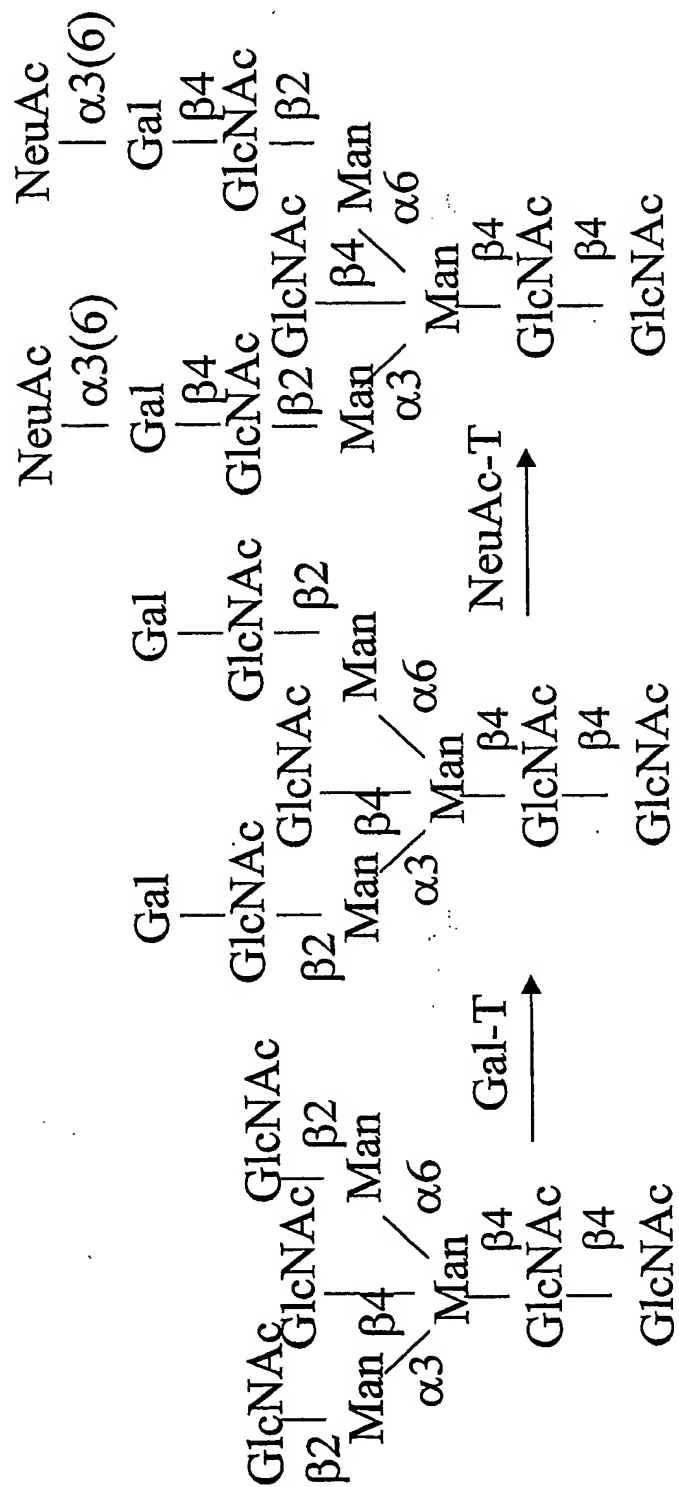 GlcNAc
GlcNAc
GlcNAc
β2
β2
Man
β4
Man
α3
α6
Man
β4
GlcNAc
β4
GlcNAc
Gal-T
Gal
Gal
GlcNAc
GlcNAc
GlcNAc
β2
β2
Man
β4
Man
α3
α6
Man
β4
GlcNAc
β4
GlcNAc
NeuAc-T
NeuAc
NeuAc
α3(6)
α3(6)
Gal
Gal
β4
β4
GlcNAc
GlcNAc
GlcNAc
β2
β2
Man
β4
Man
α3
α6
Man
β4
GlcNAc
β4
GlcNAc